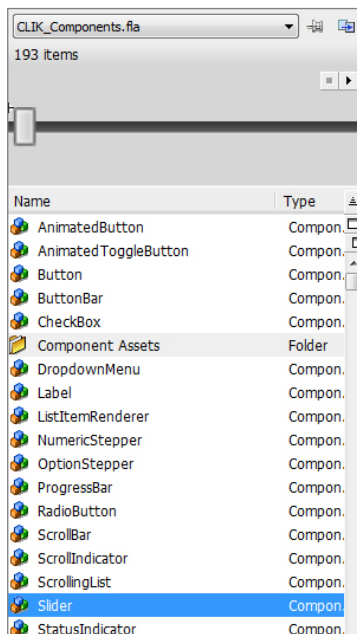 CLIK_Components.fla
193 items
Name Type
AnimatedButton Compon.
AnimatedToggleButton Compon.
Button Compon.
ButtonBar Compon.
CheckBox Compon.
Component Assets Folder
DropdownMenu Compon.
Label Compon.
ListItemRenderer Compon.
NumericStepper Compon.
OptionStepper Compon.
ProgressBar Compon.
RadioButton Compon.
ScrollBar Compon.
ScrollIndicator Compon.
ScrollingList Compon.
Slider Compon.
StatusIndicator Compon.